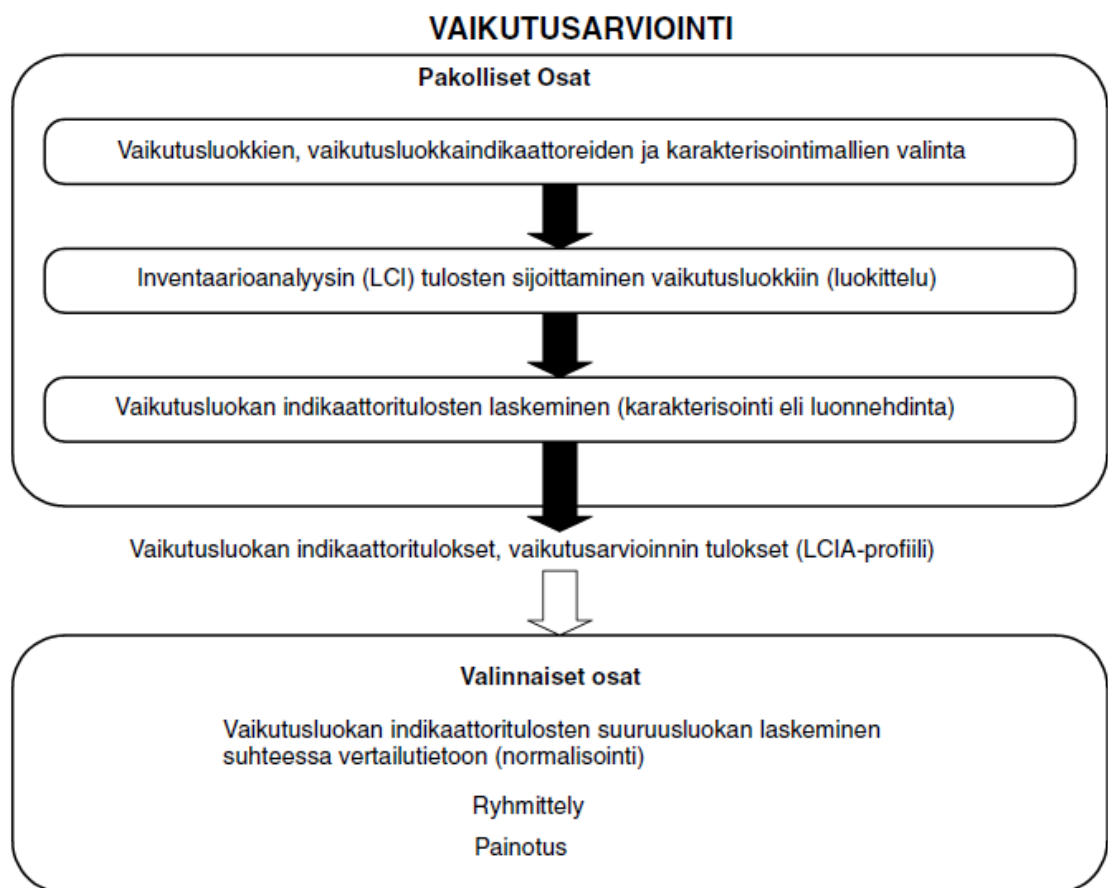 VAIKUTUSARVIOINTI
Pakolliset Osat
Vaikutusluokkien, vaikutusluokkaindikaattoreiden ja karakterisointimallien valinta
Inventaarioanalyysin (LCI) tulosten sijoittaminen vaikutusluokkiin (luokittelu)
Vaikutusluokan indikaattoritulosten laskeminen (karakterisointi eli luonnehdinta)
Vaikutusluokan indikaattoritulokset, vaikutusarvioinnin tulokset (LCIA-profiili)
Valinnaiset osat
Vaikutusluokan indikaattoritulosten suuruusluokan laskeminen
suhteessa vertailutietoon (normalisointi)
Ryhmittely
Painotus